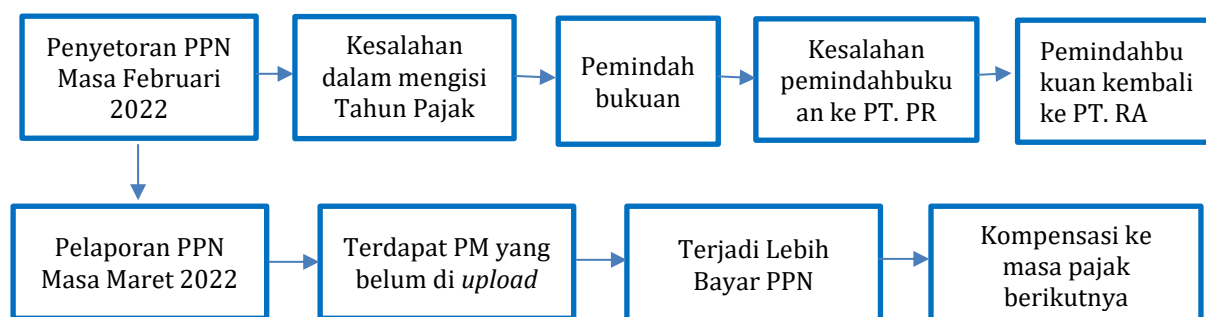 Penyetoran PPN
Masa Februari
2022
Kesalahan
dalam mengisi
Tahun Pajak
Pemindah
bukuan
Kesalahan
pemindahbuku
an ke PT. PR
Pemindahbu
kuan kembali
ke PT. RA
Pelaporan PPN
Masa Maret 2022
Terdapat PM yang
belum di upload
Terjadi Lebih
Bayar PPN
Kompensasi ke
masa pajak
berikutnya